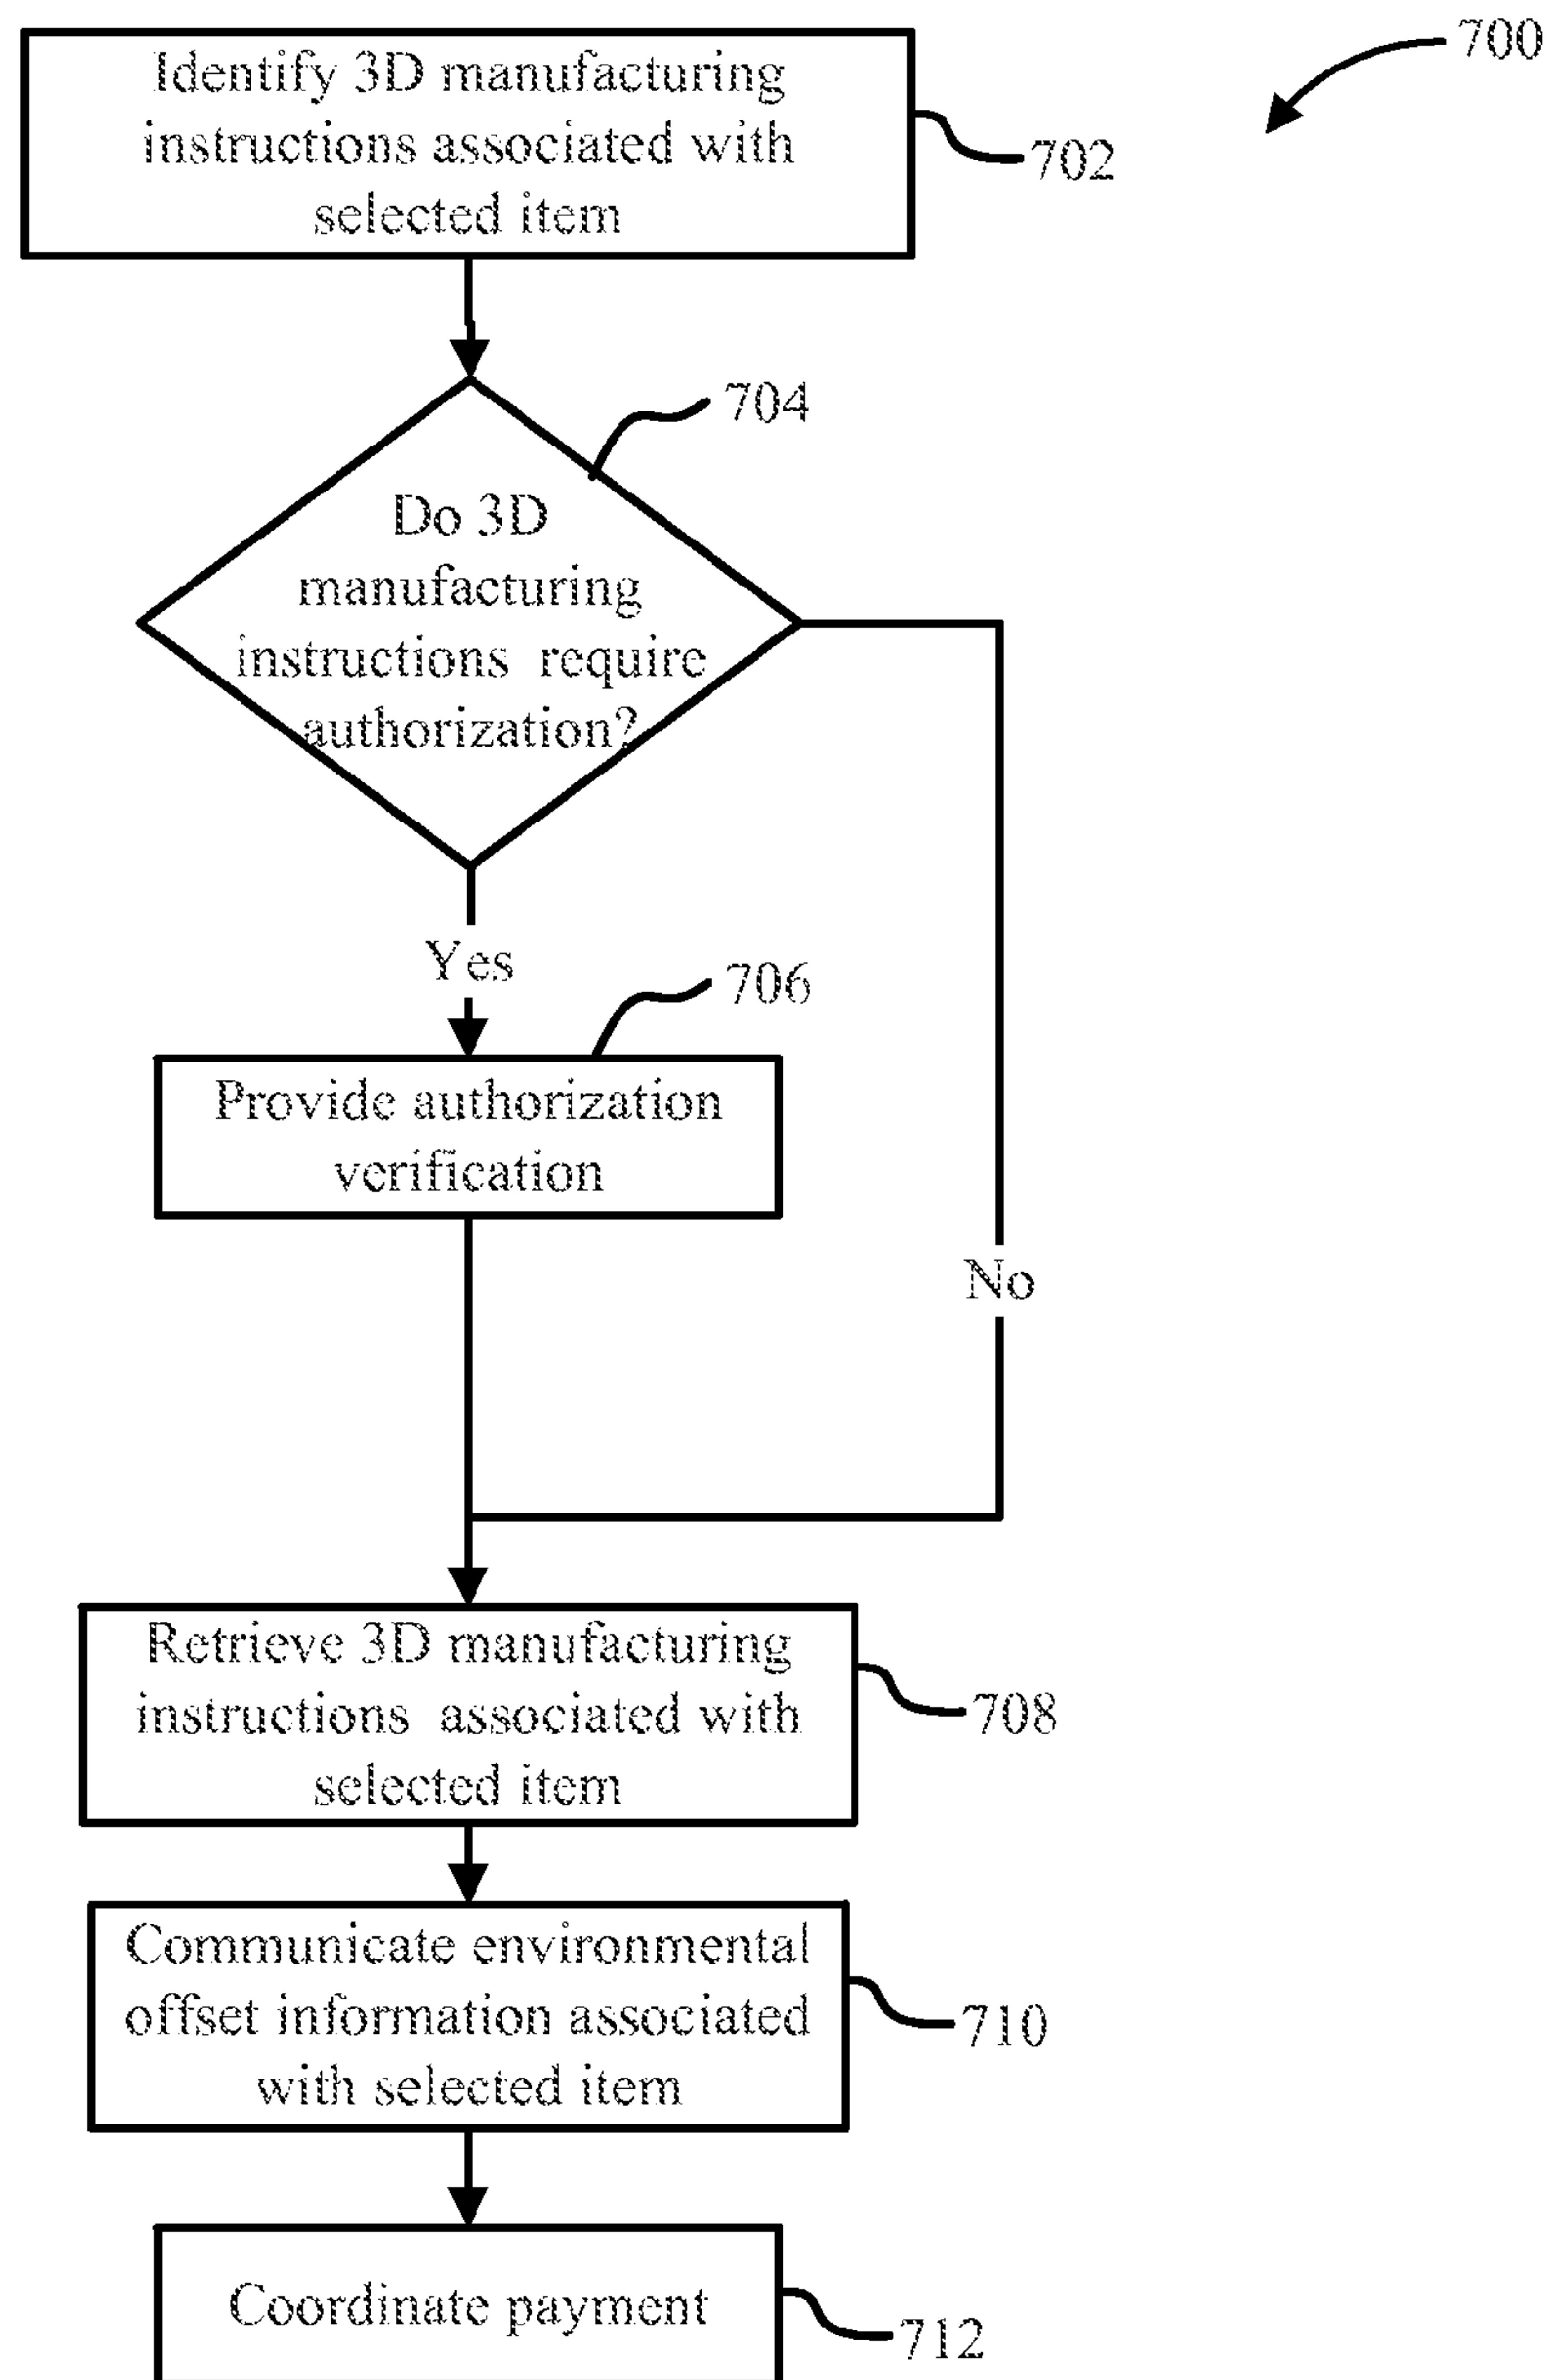 700
Identify 3D manufacturing
instructions associated with
selected item
702
704
Do 3D
manufacturing
instructions require
authorization?
Yes
706
Provide authorization
verification
No
Retrieve 3D manufacturing
instructions associated with
selected item
708
Communicate environmental
offset information associated
with selected item
710
Coordinate payment
712